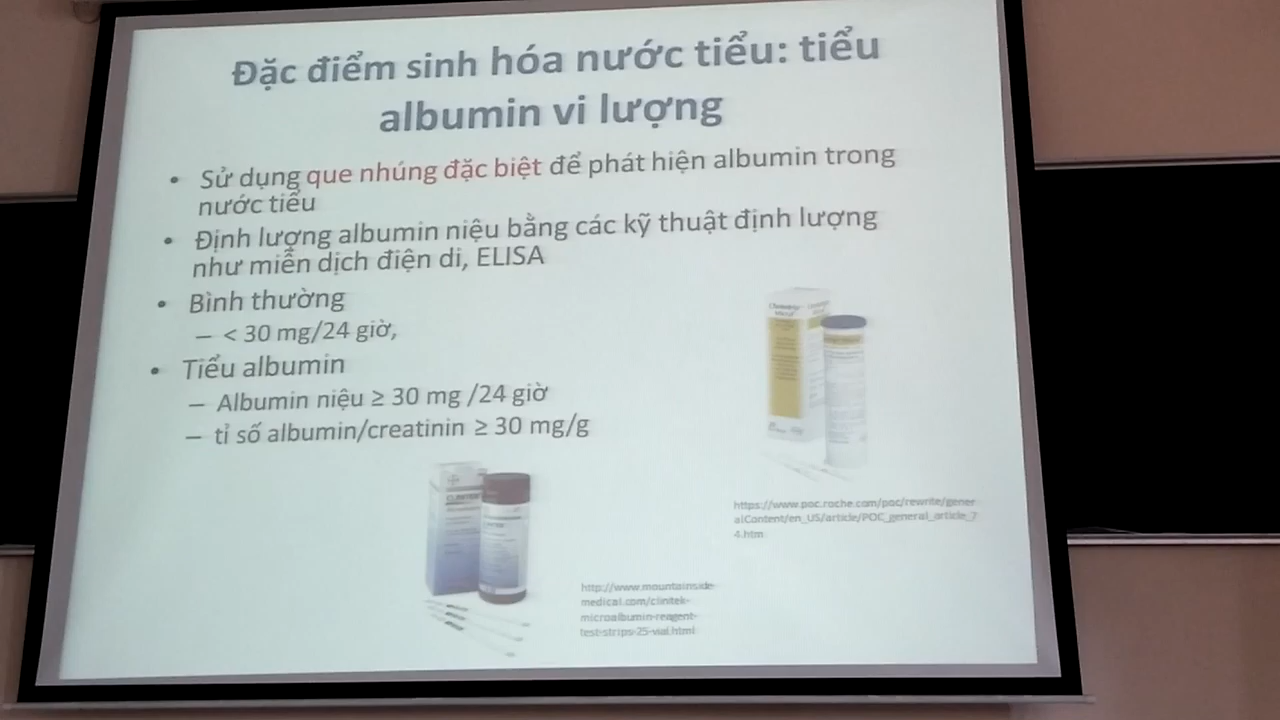 Đặc điểm sinh hóa nước tiểu: tiểu
albumin vi lượng
• Sử dụng que nhúng đặc biệt để phát hiện albumin trong
nước tiểu
• Định lượng albumin niệu bằng các kỹ thuật định lượng
như miễn dịch điện di, ELISA
• Bình thường
– < 30 mg/24 giờ,
• Tiểu albumin
– Albumin niệu ≥ 30 mg /24 giờ
– tỉ số albumin/creatinin ≥ 30 mg/g
https://www.poc.roche.com/poc/rewrite/gener
alContent/en_US/article/POC_general_article_7
4.htm
CLINITEK
http://www.mountainside-
medical.com/clinitek-
microalbumin-reagent-
test-strips-25-vial.html